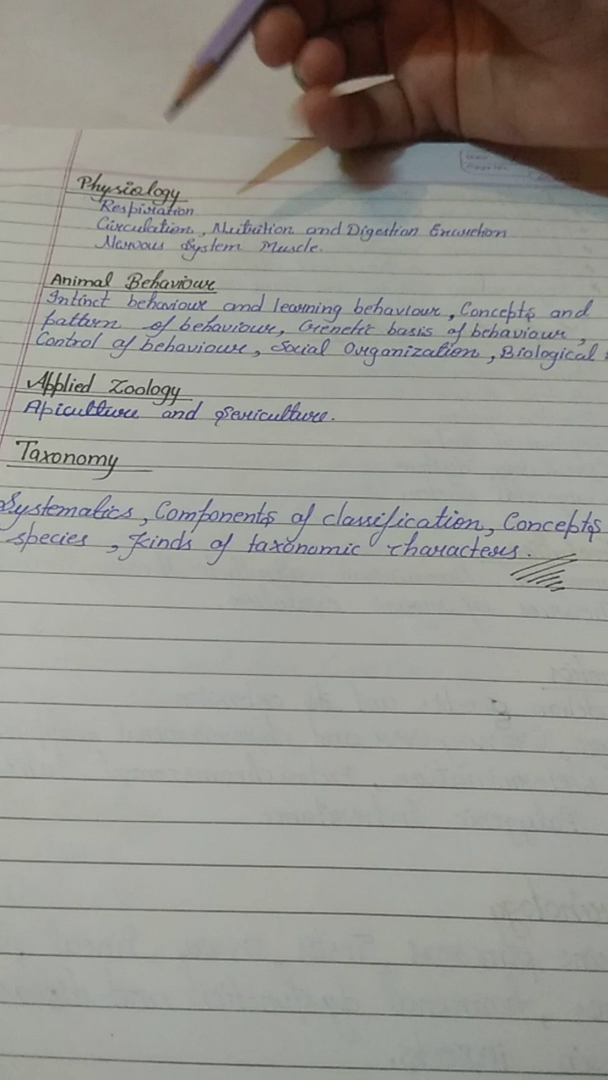 Physiology
Respiration
Circulation, Nutrition and Digestion Excretion
Nervous System Muscle.
Animal Behaviour
Intinct behaviour and learning behaviour, Concepts and
pattern of behaviour, Genetic basis of behaviour,
Control of behaviour, Social Organization, Biological
Applied Zoology
Apiculture and Sericulture.
Taxonomy
Systematics, Components of classification, Concepts
species, Kinds of taxonomic characters.